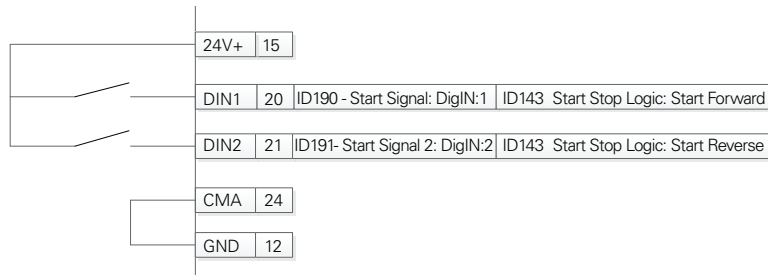 24V+ 15
DIN1 20 ID190 - Start Signal: DigIN:1 ID143 Start Stop Logic: Start Forward
DIN2 21 ID191- Start Signal 2: DigIN:2 ID143 Start Stop Logic: Start Reverse
CMA 24
GND 12